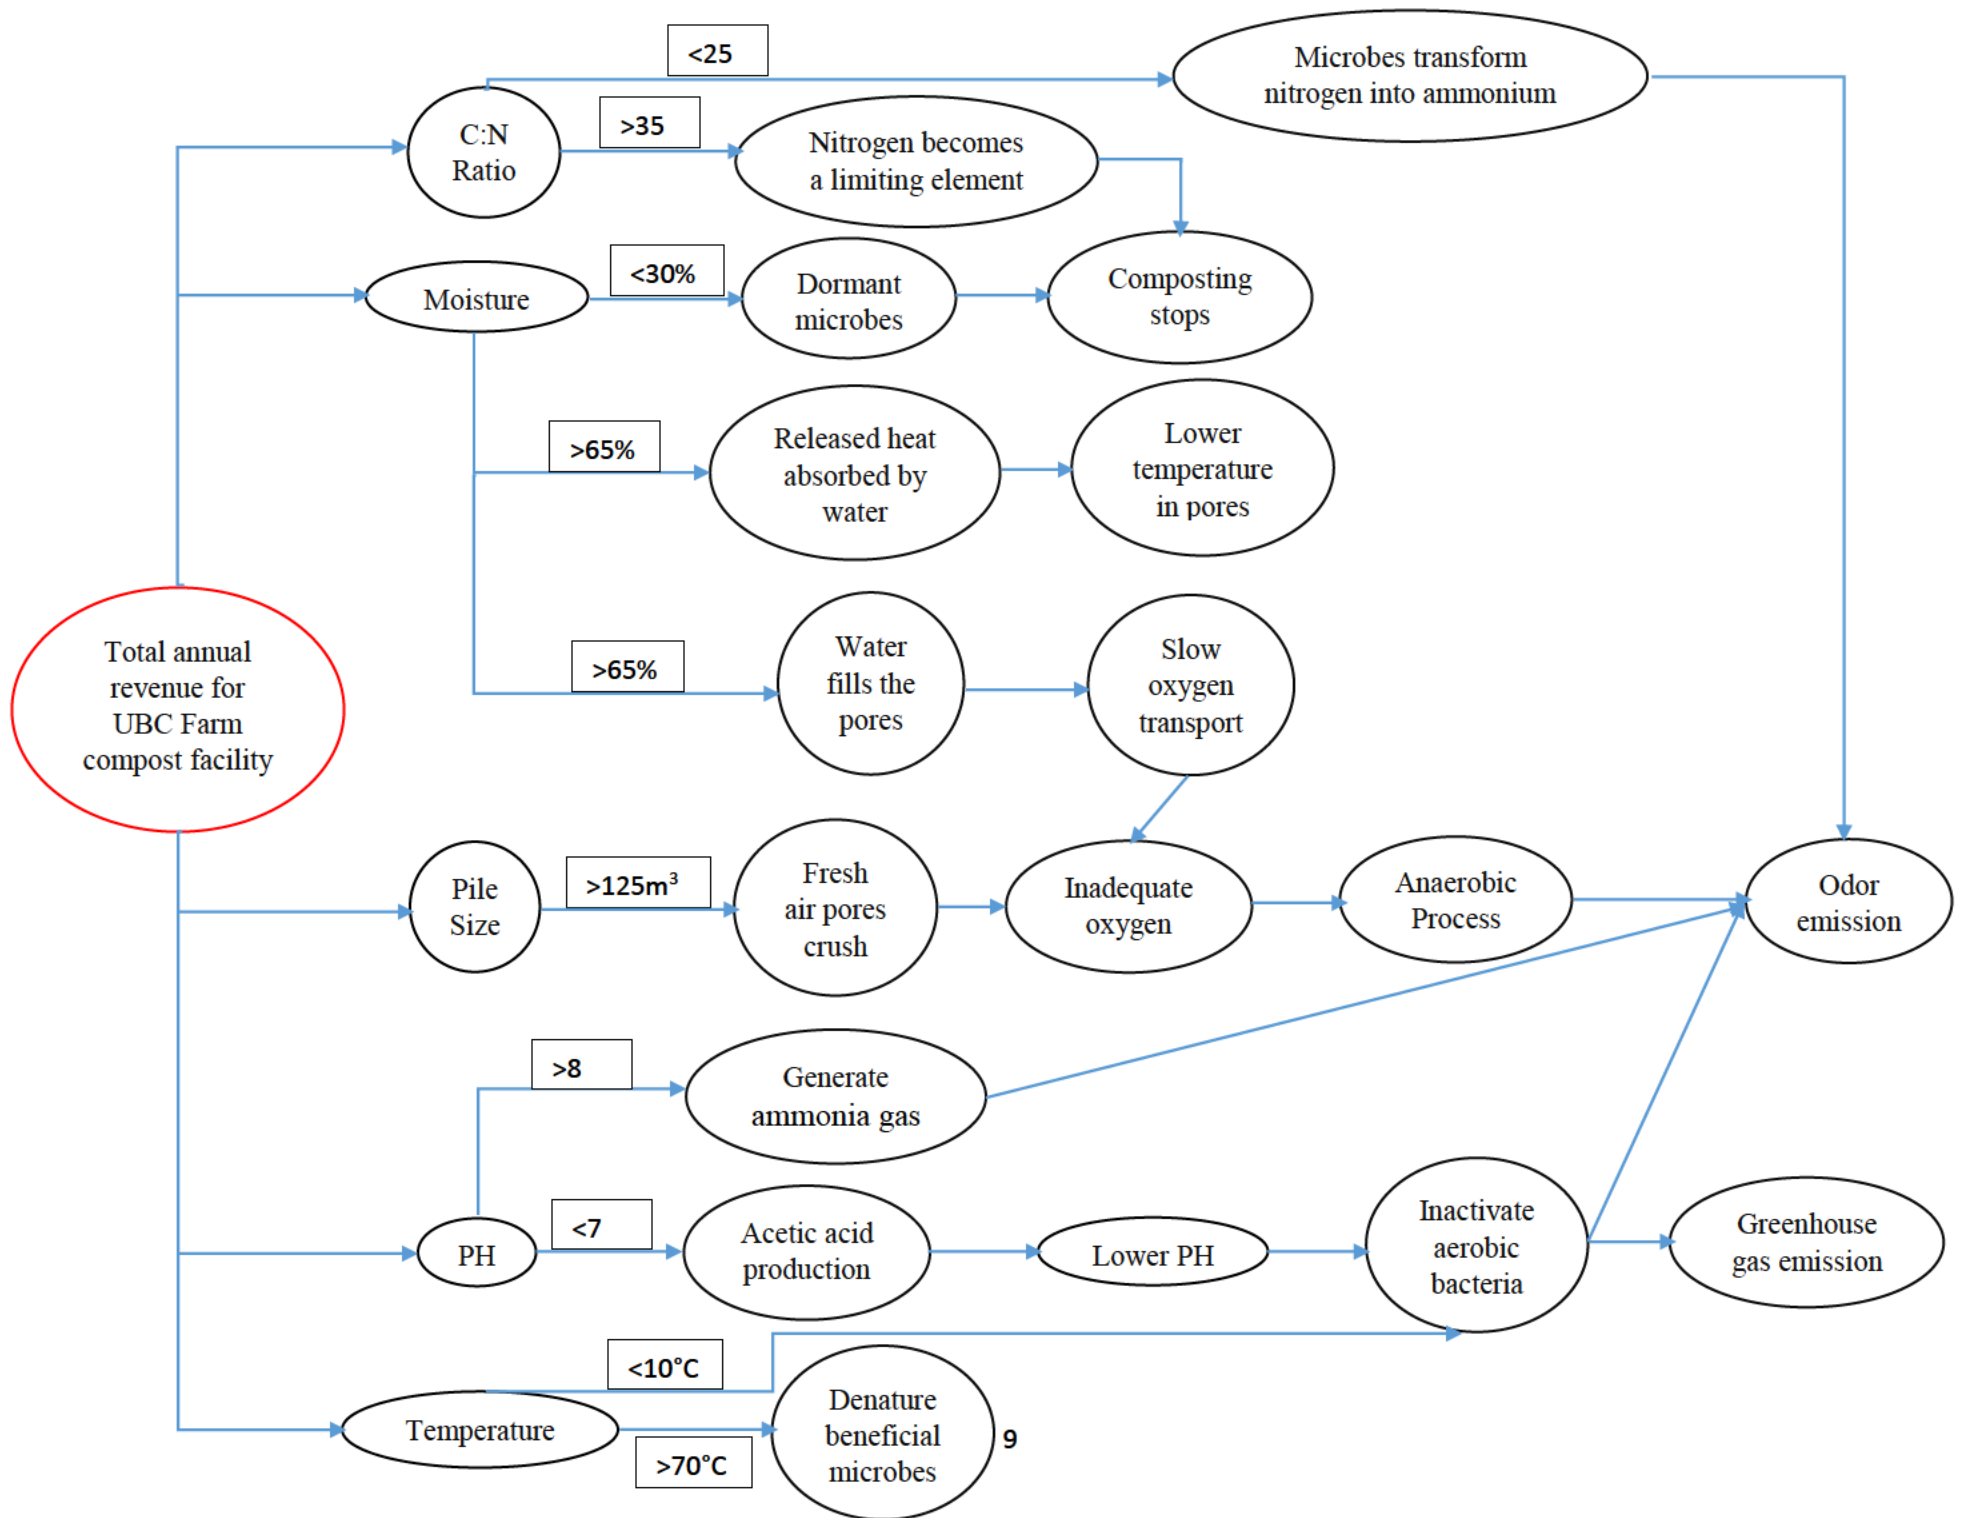 <25
Microbes transform
nitrogen into ammonium
C:N
Ratio
>35
Nitrogen becomes
a limiting element
Moisture
<30%
Dormant
microbes
Composting
stops
>65%
Released heat
absorbed by
water
Lower
temperature
in pores
Total annual
revenue for
UBC Farm
compost facility
>65%
Water
fills the
pores
Slow
oxygen
transport
Pile
Size
>125m³
Fresh
air pores
crush
Inadequate
oxygen
Anaerobic
Process
Odor
emission
>8
Generate
ammonia gas
PH
<7
Acetic acid
production
Lower PH
Inactivate
aerobic
bacteria
Greenhouse
gas emission
<10°C
Temperature
>70°C
Denature
beneficial
microbes
9